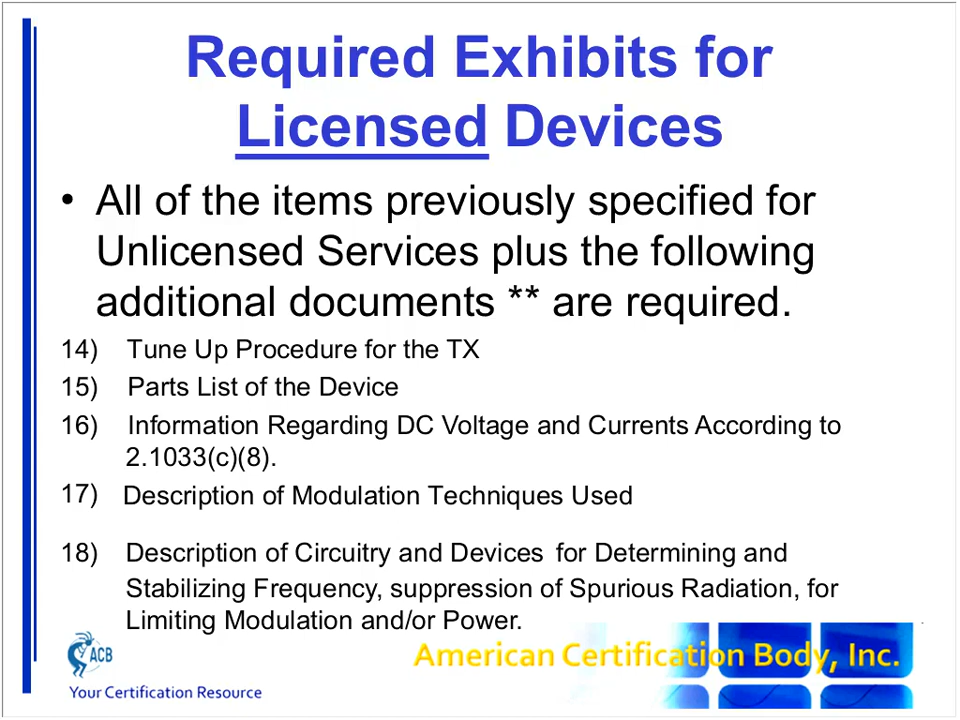 Required Exhibits for
Licensed Devices
• All of the items previously specified for
Unlicensed Services plus the following
additional documents ** are required.
14) Tune Up Procedure for the TX
15) Parts List of the Device
16) Information Regarding DC Voltage and Currents According to
2.1033(c)(8).
17) Description of Modulation Techniques Used
18) Description of Circuitry and Devices for Determining and
Stabilizing Frequency, suppression of Spurious Radiation, for
Limiting Modulation and/or Power.
ACB
American Certification Body, Inc.
Your Certification Resource